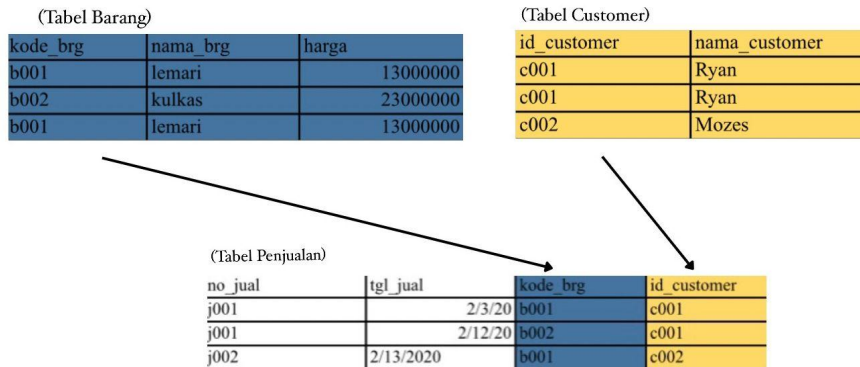 (Tabel Barang)
kode_brg nama_brg harga
b001 lemari 13000000
b002 kulkas 23000000
b001 lemari 13000000
(Tabel Customer)
id_customer nama_customer
c001 Ryan
c001 Ryan
c002 Mozes
(Tabel Penjualan)
no_jual tgl_jual kode_brg id_customer
j001 2/3/20 b001 c001
j001 2/12/20 b002 c001
j002 2/13/2020 b001 c002